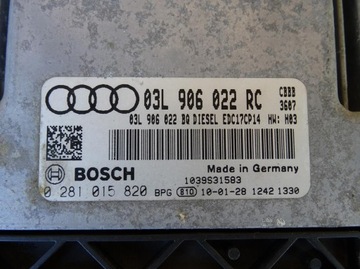 03L 906 022 RC
CBBB
3607
03L 906 022 BQ DIESEL EDC17CP14 HW: H03
BOSCH
Made in Germany
1039S31583
0 281 015 820 BPG 810 10-01-28 1242 1330